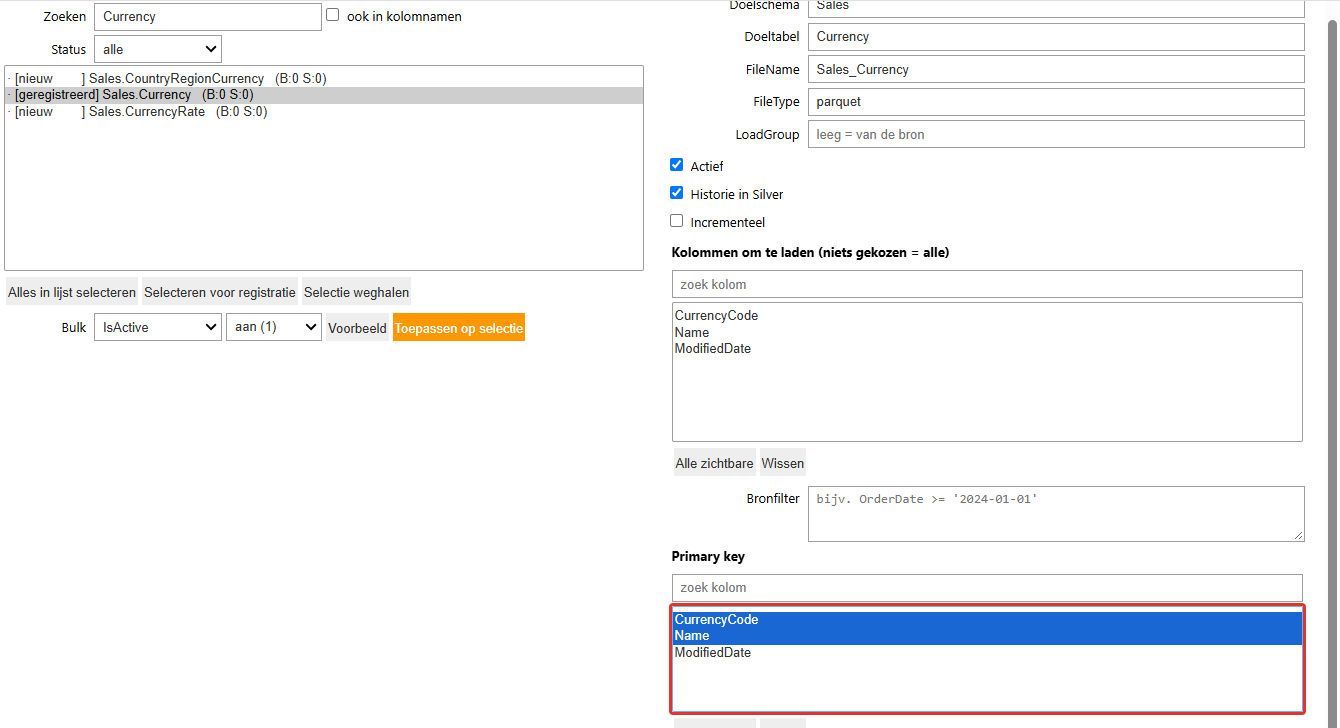 Zoeken Currency ook in kolomnamen
Status alle
· [nieuw ] Sales.CountryRegionCurrency (B:0 S:0)
· [geregistreerd] Sales.Currency (B:0 S:0)
· [nieuw ] Sales.CurrencyRate (B:0 S:0)
Alles in lijst selecteren Selecteren voor registratie Selectie weghalen
Bulk IsActive aan (1) Voorbeeld Toepassen op selectie
Doelschema Sales
Doeltabel Currency
FileName Sales_Currency
FileType parquet
LoadGroup leeg = van de bron
Actief
Historie in Silver
Incrementeel
Kolommen om te laden (niets gekozen = alle)
zoek kolom
CurrencyCode
Name
ModifiedDate
Alle zichtbare Wissen
Bronfilter bijv. OrderDate >= '2024-01-01'
Primary key
zoek kolom
CurrencyCode
Name
ModifiedDate